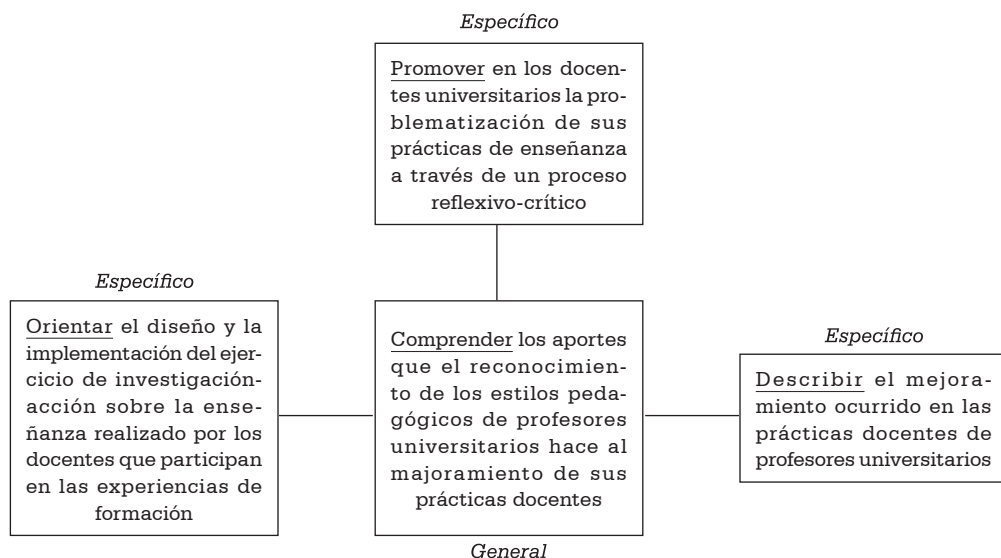 Específico
Promover en los docen-
tes universitarios la pro-
blematización de sus
prácticas de enseñanza
a través de un proceso
reflexivo-crítico
Específico
Orientar el diseño y la
implementación del ejer-
cicio de investigación-
acción sobre la ense-
ñanza realizado por los
docentes que participan
en las experiencias de
formación
Comprender los aportes
que el reconocimien-
to de los estilos peda-
gógicos de profesores
universitarios hace al
majoramiento de sus
prácticas docentes
General
Específico
Describir el mejora-
miento ocurrido en las
prácticas docentes de
profesores universitarios